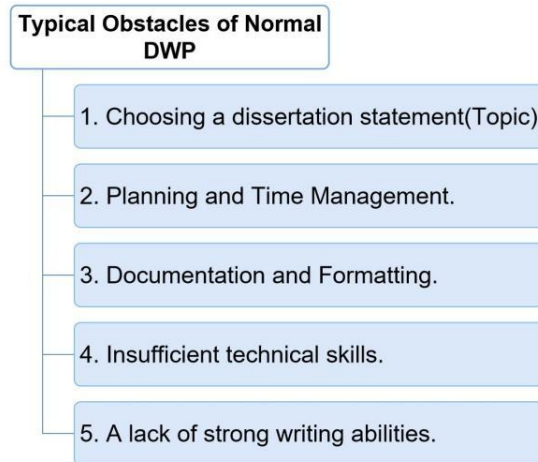 Typical Obstacles of Normal
DWP
1. Choosing a dissertation statement(Topic)
2. Planning and Time Management.
3. Documentation and Formatting.
4. Insufficient technical skills.
5. A lack of strong writing abilities.